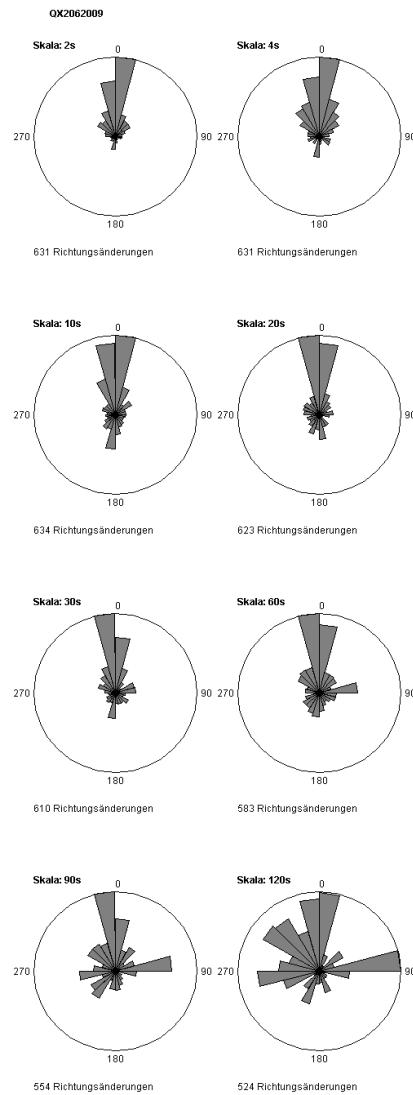 QX2062009
Skala: 2s
0
270
90
180
631 Richtungsänderungen
Skala: 4s
0
270
90
180
631 Richtungsänderungen
Skala: 10s
0
270
90
180
634 Richtungsänderungen
Skala: 20s
0
270
90
180
623 Richtungsänderungen
Skala: 30s
0
270
90
180
610 Richtungsänderungen
Skala: 60s
0
270
90
180
583 Richtungsänderungen
Skala: 90s
0
270
90
180
554 Richtungsänderungen
Skala: 120s
0
270
90
180
524 Richtungsänderungen